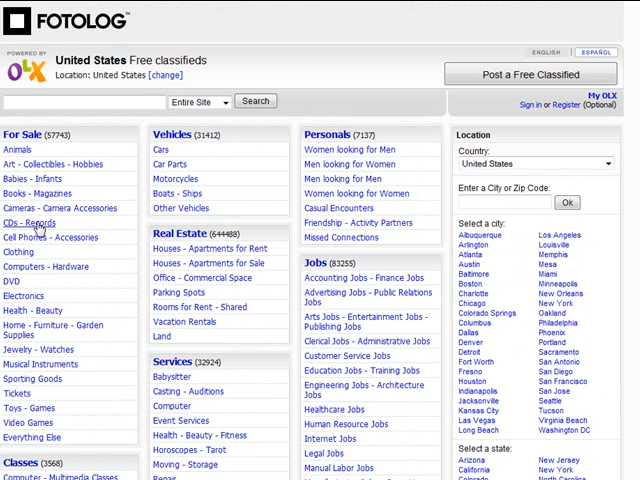 FOTOLOG™
POWERED BY
OLX
United States Free classifieds
Location: United States [change]
ENGLISH
ESPAÑOL
Post a Free Classified
Entire Site
Search
My OLX
Sign in or Register (Optional)
For Sale (57743)
Animals
Art - Collectibles - Hobbies
Babies - Infants
Books - Magazines
Cameras - Camera Accessories
CDs - Records
Cell Phones - Accessories
Clothing
Computers - Hardware
DVD
Electronics
Health - Beauty
Home - Furniture - Garden
Supplies
Jewelry - Watches
Musical Instruments
Sporting Goods
Tickets
Toys - Games
Video Games
Everything Else
Classes (3568)
Computer - Multimedia Classes
Vehicles (31412)
Cars
Car Parts
Motorcycles
Boats - Ships
Other Vehicles
Real Estate (644488)
Houses - Apartments for Rent
Houses - Apartments for Sale
Office - Commercial Space
Parking Spots
Rooms for Rent - Shared
Vacation Rentals
Land
Services (32924)
Babysitter
Casting - Auditions
Computer
Event Services
Health - Beauty - Fitness
Horoscopes - Tarot
Moving - Storage
Repair
Personals (7137)
Women looking for Men
Men looking for Women
Men looking for Men
Women looking for Women
Casual Encounters
Friendship - Activity Partners
Missed Connections
Jobs (83255)
Accounting Jobs - Finance Jobs
Advertising Jobs - Public Relations
Jobs
Arts Jobs - Entertainment Jobs -
Publishing Jobs
Clerical Jobs - Administrative Jobs
Customer Service Jobs
Education Jobs - Training Jobs
Engineering Jobs - Architecture
Jobs
Healthcare Jobs
Human Resource Jobs
Internet Jobs
Legal Jobs
Manual Labor Jobs
Location
Country:
United States
Enter a City or Zip Code:
Ok
Select a city:
Albuquerque
Arlington
Atlanta
Austin
Baltimore
Boston
Charlotte
Chicago
Colorado Springs
Columbus
Dallas
Denver
Detroit
Fort Worth
Fresno
Houston
Indianapolis
Jacksonville
Kansas City
Las Vegas
Long Beach
Los Angeles
Louisville
Memphis
Mesa
Miami
Minneapolis
New Orleans
New York
Oakland
Philadelphia
Phoenix
Portland
Sacramento
San Antonio
San Diego
San Francisco
San Jose
Seattle
Tucson
Virginia Beach
Washington DC
Select a state:
Arizona
California
Colorado
New Jersey
New York
North Carolina